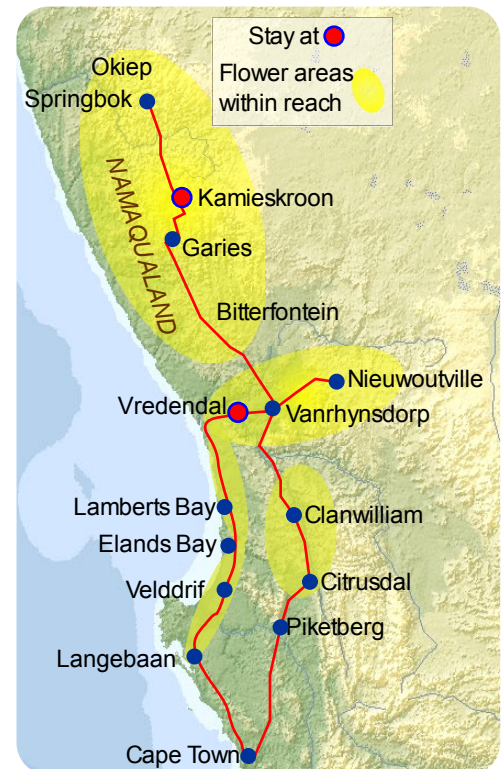 Stay at
Flower areas
within reach
Okiep
Springbok
NAMAQUALAND
Kamieskroon
Garies
Bitterfontein
Nieuwoutville
Vredendal
Vanrhynsdorp
Lamberts Bay
Clanwilliam
Elands Bay
Velddrif
Citrusdal
Piketberg
Langebaan
Cape Town